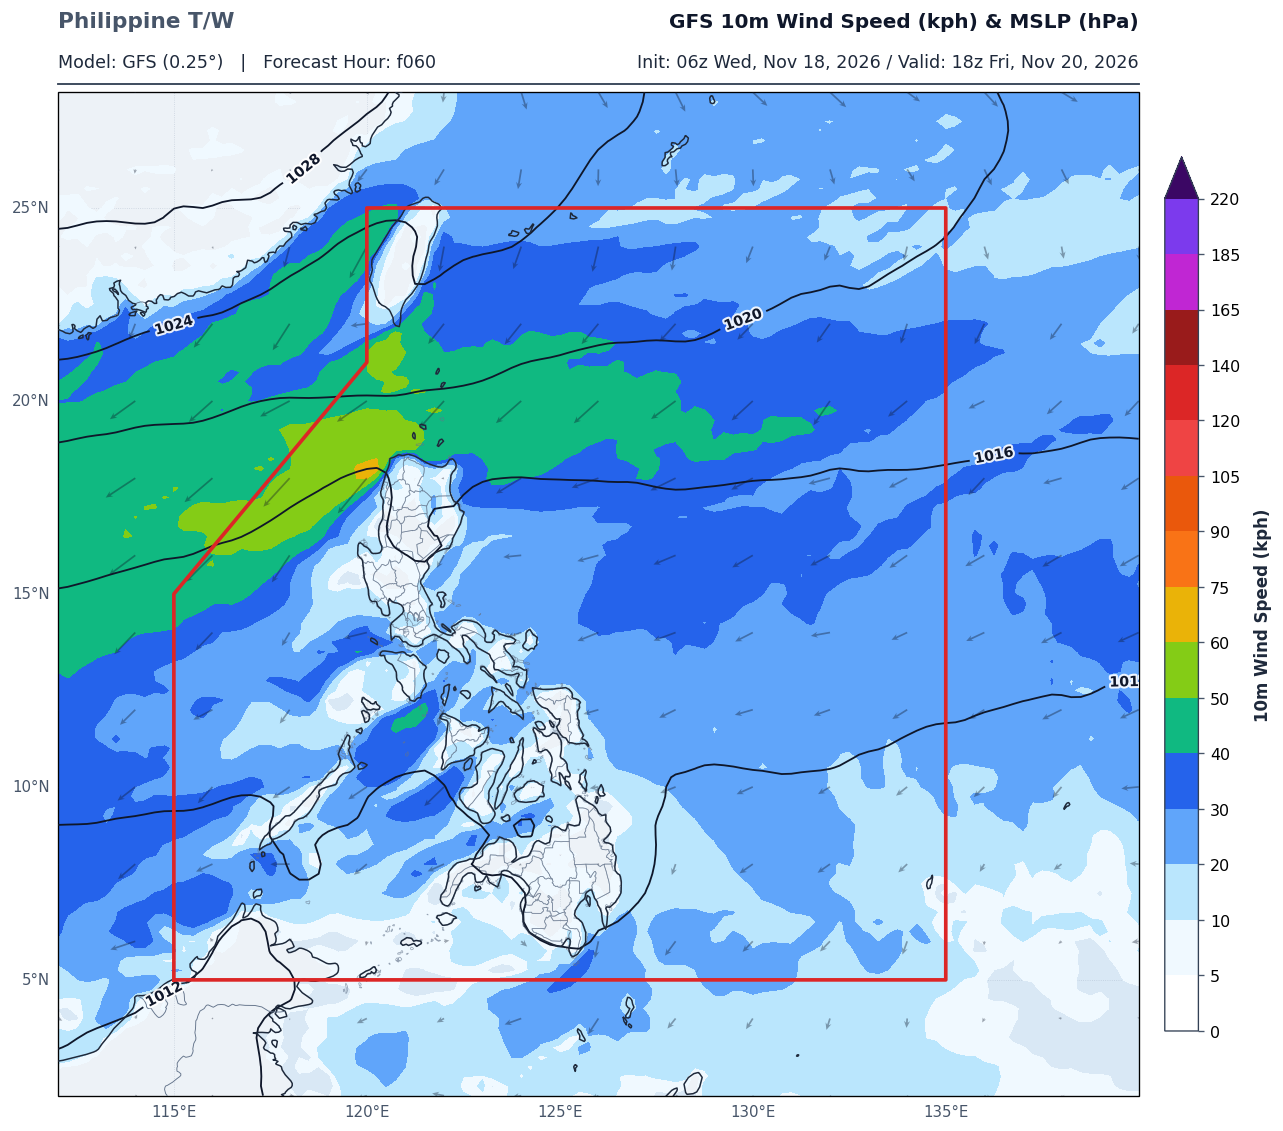 Philippine T/W
GFS 10m Wind Speed (kph) & MSLP (hPa)
Model: GFS (0.25°) | Forecast Hour: f060
Init: 06z Wed, Nov 18, 2026 / Valid: 18z Fri, Nov 20, 2026
1028
1024
1020
1016
101
1012
25°N
20°N
15°N
10°N
5°N
115°E
120°E
125°E
130°E
135°E
220
185
165
140
120
105
90
75
60
50
40
30
20
10
5
0
10m Wind Speed (kph)